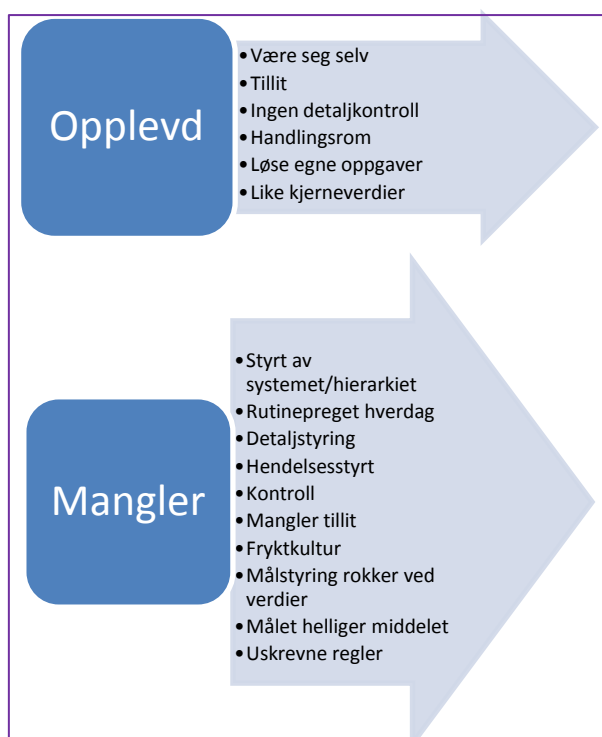 Opplevd
•Være seg selv
•Tillit
•Ingen detaljkontroll
•Handlingsrom
•Løse egne oppgaver
•Like kjerneverdier
Mangler
•Styrt av
systemet/hierarkiet
•Rutinepreget hverdag
•Detaljstyring
•Hendelsesstyrt
•Kontroll
•Mangler tillit
•Fryktkultur
•Målstyring rokker ved
verdier
•Målet helliger middelet
•Uskrevne regler